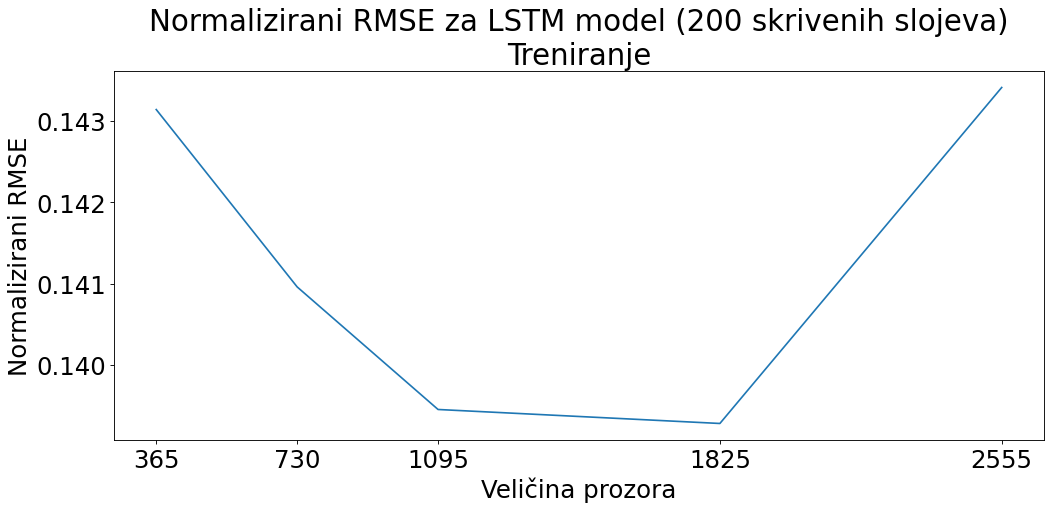 Normalizirani RMSE za LSTM model (200 skrivenih slojeva)
Treniranje
Normalizirani RMSE
0.143
0.142
0.141
0.140
365 730 1095 1825 2555
Veličina prozora